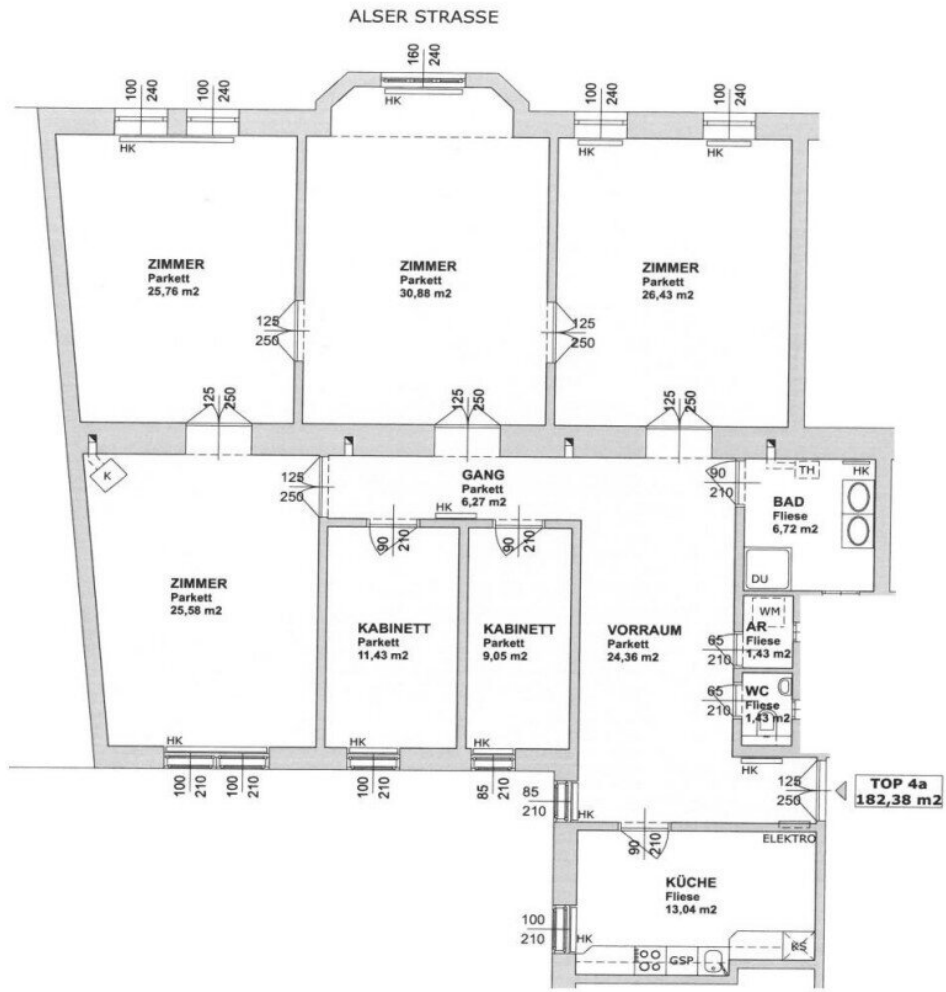 ALSER STRASSE
160
240
HK
100
240
100
240
100
240
100
240
HK
HK
HK
ZIMMER
Parkett
25,76 m2
ZIMMER
Parkett
30,88 m2
ZIMMER
Parkett
26,43 m2
125
250
125
250
125
250
125
250
125
250
K
125
250
GANG
Parkett
6,27 m2
HK
90
210
TH
HK
BAD
Fliese
6,72 m2
90
210
90
210
DU
ZIMMER
Parkett
25,58 m2
KABINETT
Parkett
11,43 m2
KABINETT
Parkett
9,05 m2
VORRAUM
Parkett
24,36 m2
WM
AR
Fliese
1,43 m2
65
210
WC
Fliese
1,43 m2
65
210
HK
HK
HK
HK
100
210
100
210
100
210
85
210
85
210
HK
125
250
TOP 4a
182,38 m2
ELEKTRO
90
210
KÜCHE
Fliese
13,04 m2
100
210
HK
GSP
KS